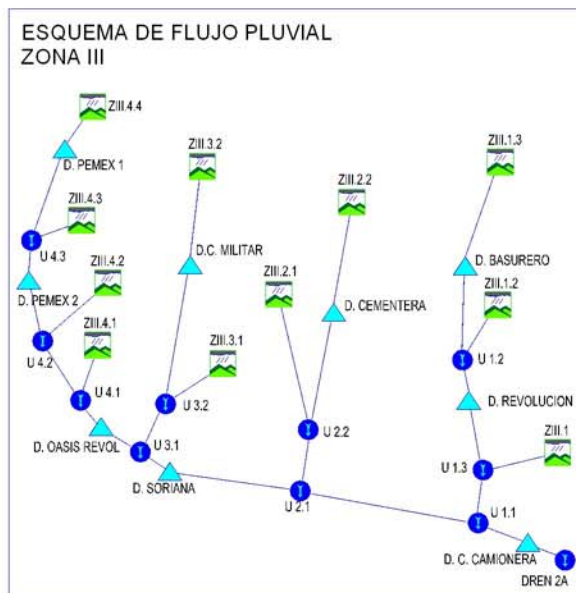 ESQUEMA DE FLUJO PLUVIAL
ZONA III
ZIII.4.4
D. PEMEX 1
ZIII.3.2
ZIII.1.3
ZIII.2.2
ZIII.4.3
U 4.3
ZIII.4.2
D.C. MILITAR
D. BASURERO
D. PEMEX 2
ZIII.2.1
ZIII.1.2
D. CEMENTERA
ZIII.4.1
ZIII.3.1
U 4.2
U 1.2
U 4.1
U 3.2
D. REVOLUCION
U 2.2
ZIII.1
D. OASIS REVOL
U 3.1
U 1.3
D. SORIANA
U 2.1
U 1.1
D. C. CAMIONERA
DREN 2A